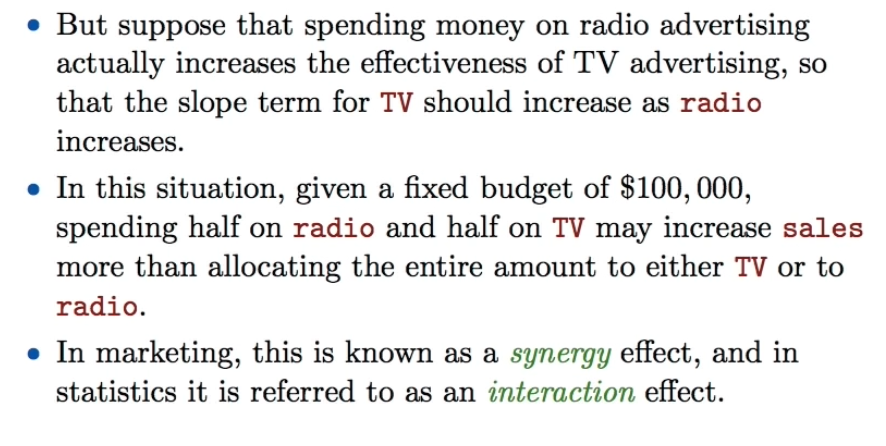 • But suppose that spending money on radio advertising
actually increases the effectiveness of TV advertising, so
that the slope term for TV should increase as radio
increases.
• In this situation, given a fixed budget of $100,000,
spending half on radio and half on TV may increase sales
more than allocating the entire amount to either TV or to
radio.
• In marketing, this is known as a synergy effect, and in
statistics it is referred to as an interaction effect.